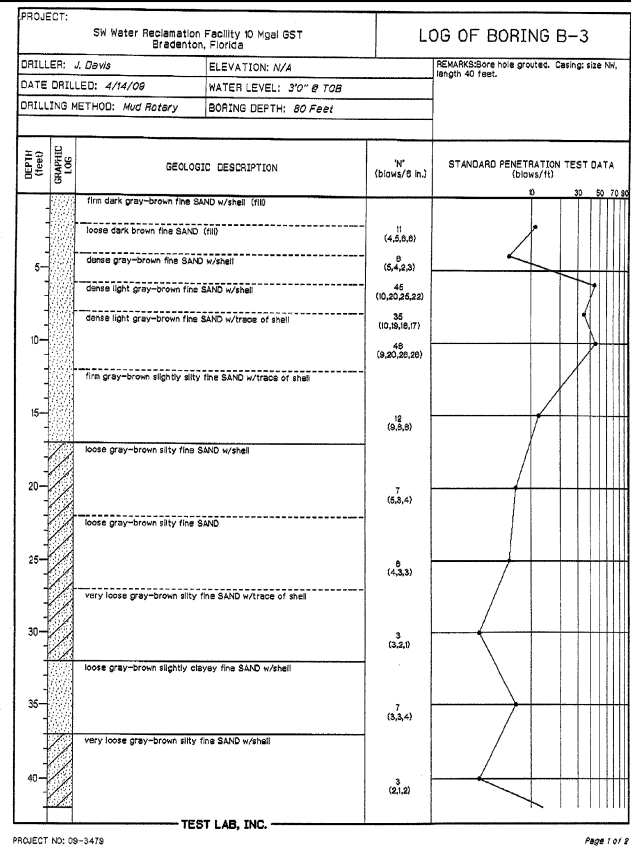 PROJECT:
SW Water Reclamation Facility 10 Mgal GST
Bradenton, Florida
LOG OF BORING B-3
DRILLER: J. Davis
ELEVATION: N/A
REMARKS:Bore hole grouted. Casing: size NW,
length 40 feet.
DATE DRILLED: 4/14/09
WATER LEVEL: 3'0" @ TOB
DRILLING METHOD: Mud Rotary
BORING DEPTH: 80 Feet
DEPTH
(feet)
GRAPHIC
LOG
GEOLOGIC DESCRIPTION
'N'
(blows/6 in.)
STANDARD PENETRATION TEST DATA
(blows/ft)
10 30 50 70 90
firm dark gray-brown fine SAND w/shell (fill)
loose dark brown fine SAND (fill)
11
(4,5,6,6)
dense gray-brown fine SAND w/shell
5
(5,4,2,3)
dense light gray-brown fine SAND w/shell
45
(10,20,25,22)
dense light gray-brown fine SAND w/trace of shell
35
(10,19,16,17)
10
46
(9,20,26,26)
firm gray-brown slightly silty fine SAND w/trace of shell
15
12
(9,6,6)
loose gray-brown silty fine SAND w/shell
20
7
(5,3,4)
loose gray-brown silty fine SAND
25
6
(4,3,3)
very loose gray-brown silty fine SAND w/trace of shell
30
3
(3,2,1)
loose gray-brown slightly clayey fine SAND w/shell
35
7
(3,3,4)
very loose gray-brown silty fine SAND w/shell
40
3
(2,1,2)
TEST LAB, INC.
PROJECT NO: 09-3479
Page 1 of 2